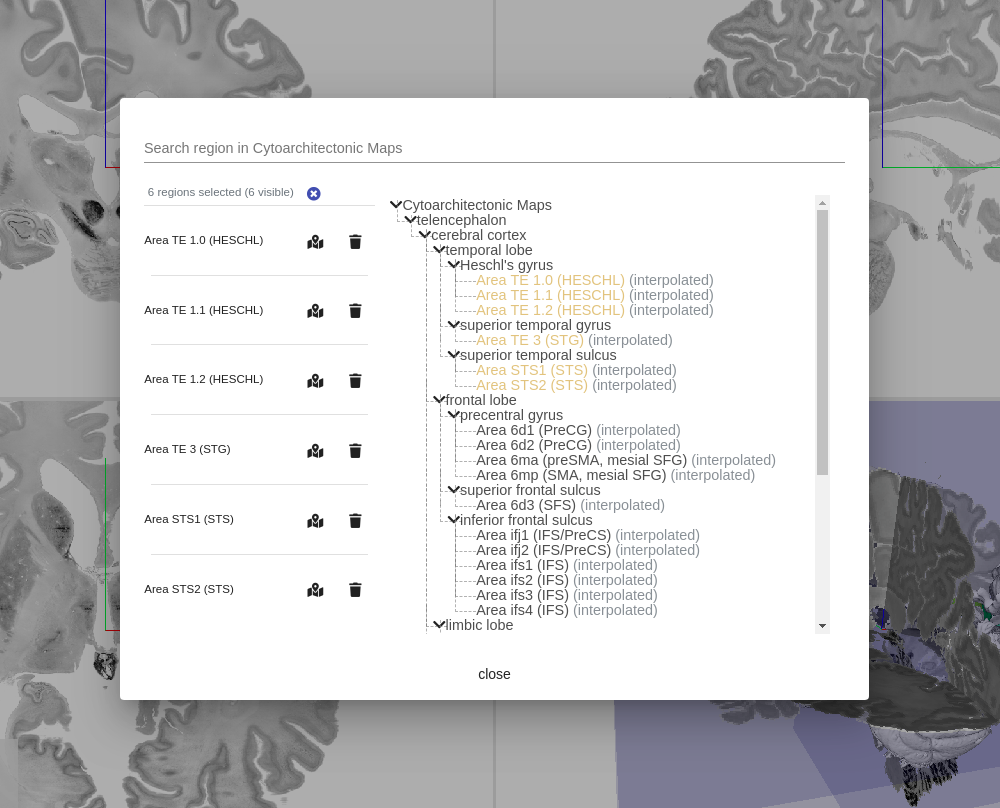 Search region in Cytoarchitectonic Maps
6 regions selected (6 visible)
Area TE 1.0 (HESCHL)
Area TE 1.1 (HESCHL)
Area TE 1.2 (HESCHL)
Area TE 3 (STG)
Area STS1 (STS)
Area STS2 (STS)
Cytoarchitectonic Maps
telencephalon
cerebral cortex
temporal lobe
Heschl's gyrus
Area TE 1.0 (HESCHL) (interpolated)
Area TE 1.1 (HESCHL) (interpolated)
Area TE 1.2 (HESCHL) (interpolated)
superior temporal gyrus
Area TE 3 (STG) (interpolated)
superior temporal sulcus
Area STS1 (STS) (interpolated)
Area STS2 (STS) (interpolated)
frontal lobe
precentral gyrus
Area 6d1 (PreCG) (interpolated)
Area 6d2 (PreCG) (interpolated)
Area 6ma (preSMA, mesial SFG) (interpolated)
Area 6mp (SMA, mesial SFG) (interpolated)
superior frontal sulcus
Area 6d3 (SFS) (interpolated)
inferior frontal sulcus
Area ifj1 (IFS/PreCS) (interpolated)
Area ifj2 (IFS/PreCS) (interpolated)
Area ifs1 (IFS) (interpolated)
Area ifs2 (IFS) (interpolated)
Area ifs3 (IFS) (interpolated)
Area ifs4 (IFS) (interpolated)
limbic lobe
close